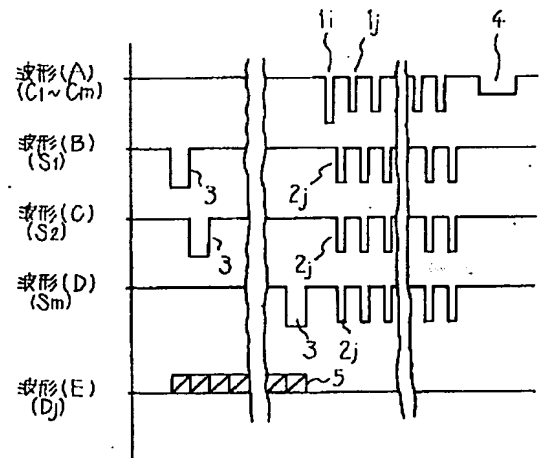 1i 1j 4
波形(A)
(C1~Cm)
波形(B)
(S1)
3 2j
波形(C)
(S2)
3 2j
波形(D)
(Sm)
3 2j
波形(E)
(Dj)
5